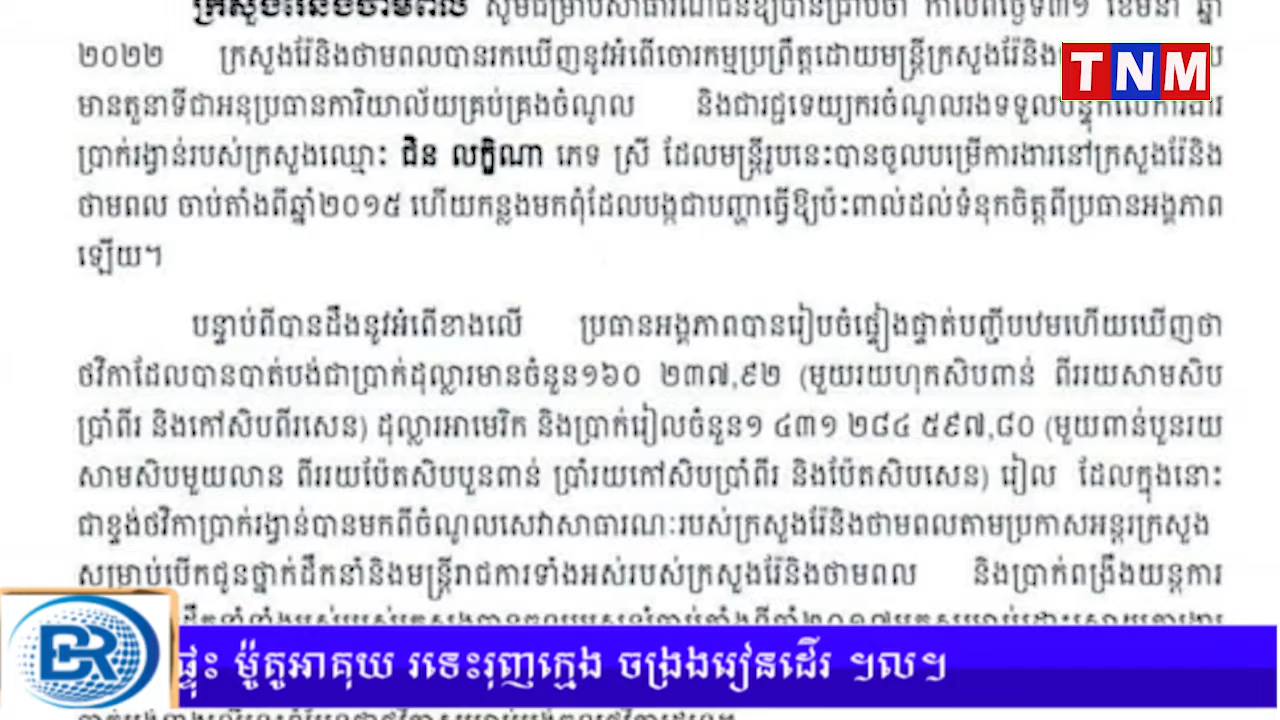 ក្រសួងរ៉ែនិងថាមពល សូមជម្រាបសាធារណជនឱ្យបានជ្រាបថា កាលពីថ្ងៃទី៣១ ខែមីនា ឆ្នាំ
២០២២ ក្រសួងរ៉ែនិងថាមពលបានរកឃើញនូវអំពើចោរកម្មប្រព្រឹត្តដោយមន្ត្រីក្រសួងរ៉ែនិង
TNM
មានតួនាទីជាអនុប្រធានការិយាល័យគ្រប់គ្រងចំណូល និងជារជ្ជទេយ្យករចំណូលរងទទួលបន្ទុកលើការងារ
ប្រាក់រង្វាន់របស់ក្រសួងឈ្មោះ ជិន លក្ខិណា ភេទ ស្រី ដែលមន្ត្រីរូបនេះបានចូលបម្រើការងារនៅក្រសួងរ៉ែនិង
ថាមពល ចាប់តាំងពីឆ្នាំ២០១៥ ហើយកន្លងមកពុំដែលបង្កជាបញ្ហាធ្វើឱ្យប៉ះពាល់ដល់ទំនុកចិត្តពីប្រធានអង្គភាព
ឡើយ។
បន្ទាប់ពីបានដឹងនូវអំពើខាងលើ ប្រធានអង្គភាពបានរៀបចំផ្ទៀងផ្ទាត់បញ្ជីបឋមហើយឃើញថា
ថវិកាដែលបានបាត់បង់ជាប្រាក់ដុល្លារមានចំនួន១៦០ ២៣៧,៩២ (មួយរយហុកសិបពាន់ ពីររយសាមសិប
ប្រាំពីរ និងកៅសិបពីរសេន) ដុល្លារអាមេរិក និងប្រាក់រៀលចំនួន១ ៤៣១ ២៨៤ ៥៩៧,៨០ (មួយពាន់បួនរយ
សាមសិបមួយលាន ពីររយប៉ែតសិបបួនពាន់ ប្រាំរយកៅសិបប្រាំពីរ និងប៉ែតសិបសេន) រៀល ដែលក្នុងនោះ
ជាខ្ទង់ថវិកាប្រាក់រង្វាន់បានមកពីចំណូលសេវាសាធារណៈរបស់ក្រសួងរ៉ែនិងថាមពលតាមប្រកាសអន្តរក្រសួង
សម្រាប់បើកជូនថ្នាក់ដឹកនាំនិងមន្ត្រីរាជការទាំងអស់របស់ក្រសួងរ៉ែនិងថាមពល និងប្រាក់ពង្រឹងយន្តការ
ផ្ទុះ ម៉ូតូអាគុយ រទេះរុញក្មេង ចង្រងរៀនដើរ ។ល។